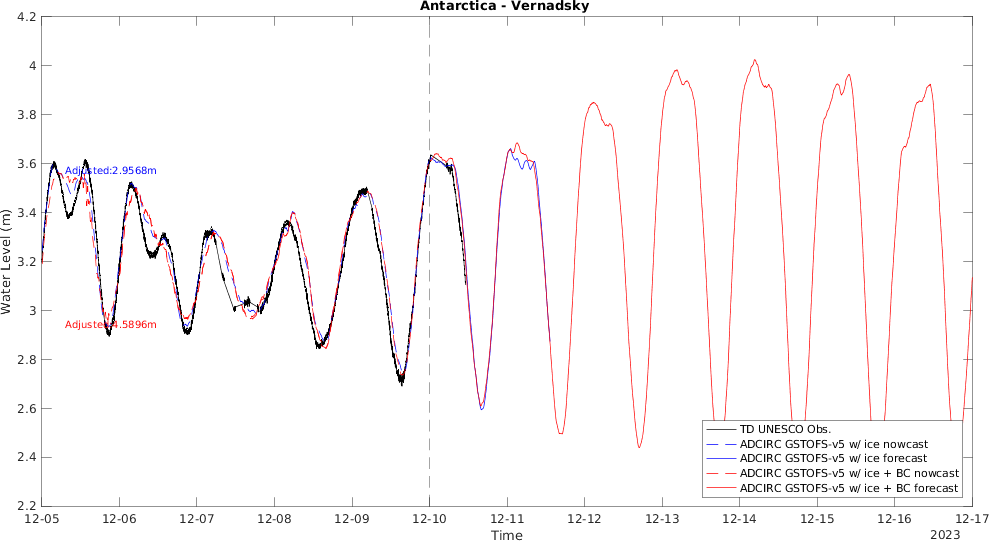 Antarctica - Vernadsky
Water Level (m)
4.2
4
3.8
3.6
3.4
3.2
3
2.8
2.6
2.4
2.2
Adjusted:2.9568m
Adjusted:4.5896m
TD UNESCO Obs.
ADCIRC GSTOFS-v5 w/ ice nowcast
ADCIRC GSTOFS-v5 w/ ice forecast
ADCIRC GSTOFS-v5 w/ ice + BC nowcast
ADCIRC GSTOFS-v5 w/ ice + BC forecast
12-05 12-06 12-07 12-08 12-09 12-10 12-11 12-12 12-13 12-14 12-15 12-16 12-17
Time
2023